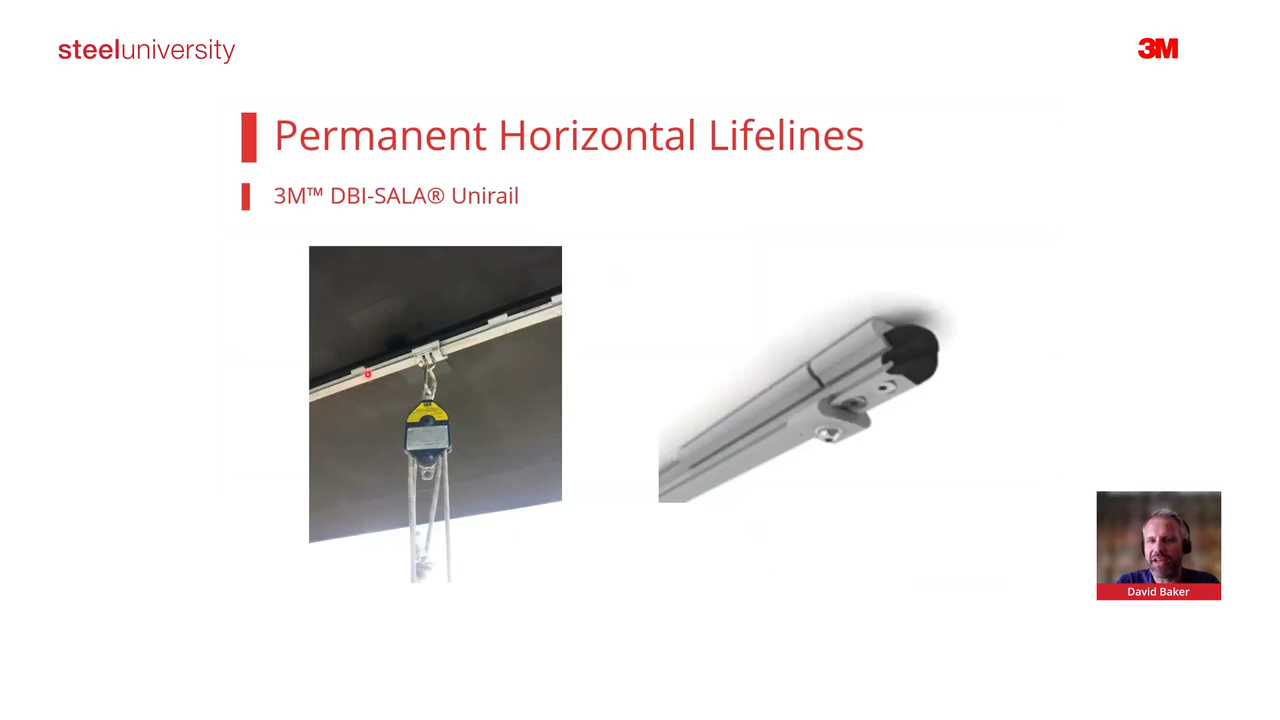 steeluniversity
3M
Permanent Horizontal Lifelines
3M™ DBI-SALA® Unirail
David Baker